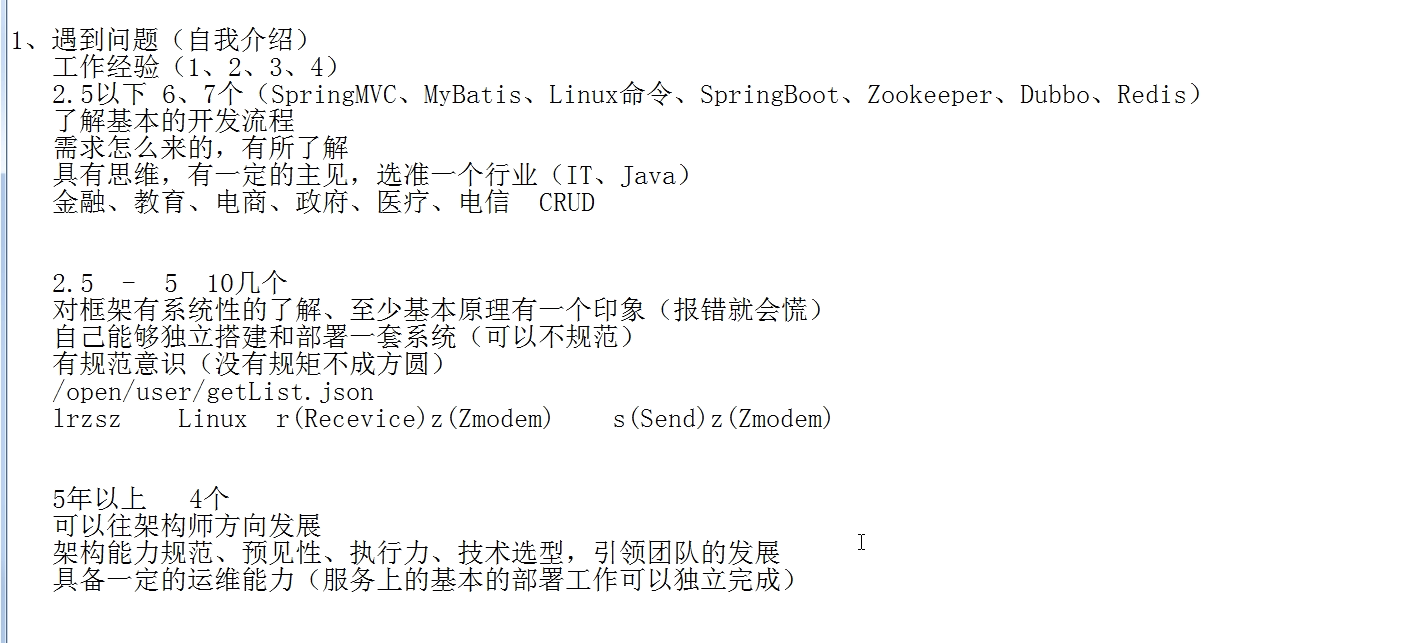 1、遇到问题（自我介绍）
工作经验（1、2、3、4）
2.5以下 6、7个（SpringMVC、MyBatis、Linux命令、SpringBoot、Zookeeper、Dubbo、Redis）
了解基本的开发流程
需求怎么来的，有所了解
具有思维，有一定的主见，选准一个行业（IT、Java）
金融、教育、电商、政府、医疗、电信 CRUD
2.5 - 5 10几个
对框架有系统性的了解、至少基本原理有一个印象（报错就会慌）
自己能够独立搭建和部署一套系统（可以不规范）
有规范意识（没有规矩不成方圆）
/open/user/getList.json
lrzsz Linux r(Recevice)z(Zmodem) s(Send)z(Zmodem)
5年以上 4个
可以往架构师方向发展
架构能力规范、预见性、执行力、技术选型，引领团队的发展
具备一定的运维能力（服务上的基本的部署工作可以独立完成）